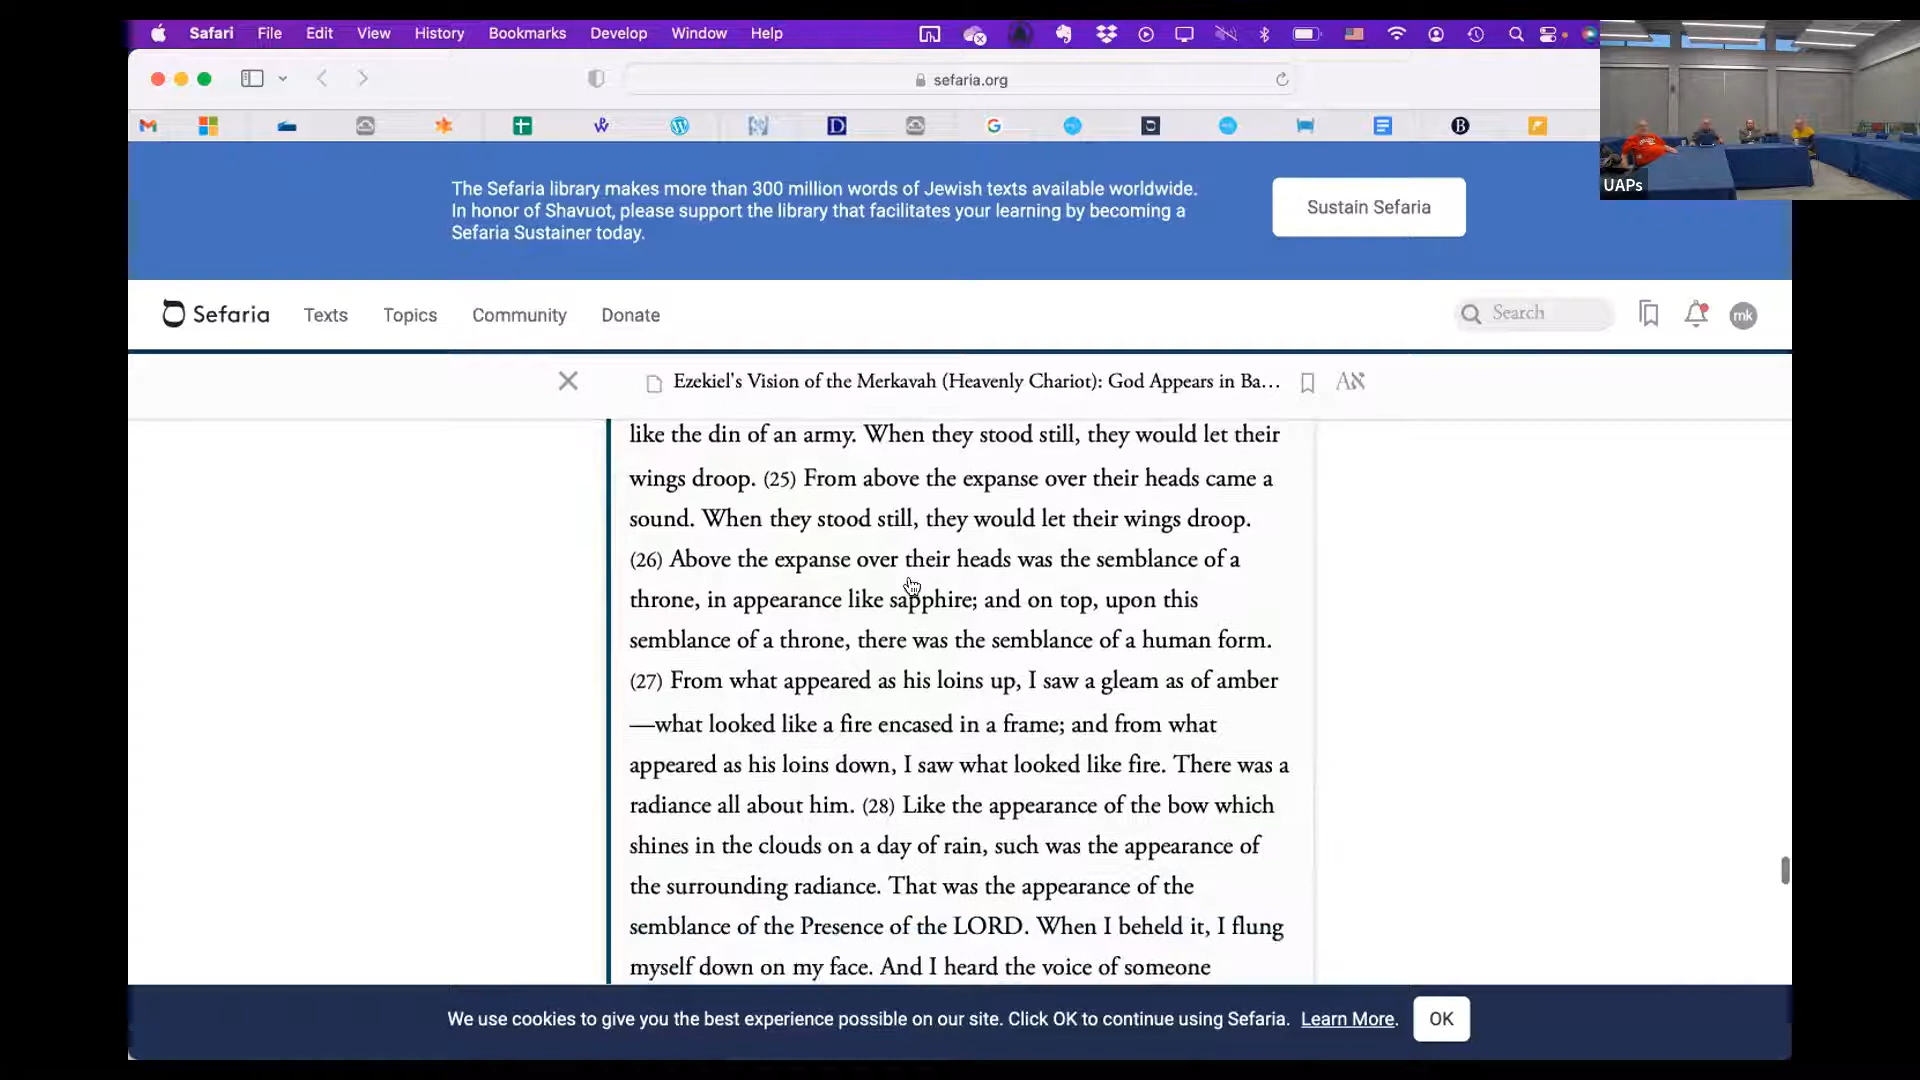 Safari File Edit View History Bookmarks Develop Window Help
sefaria.org
UAPs
The Sefaria library makes more than 300 million words of Jewish texts available worldwide.
In honor of Shavuot, please support the library that facilitates your learning by becoming a
Sefaria Sustainer today.
Sustain Sefaria
Sefaria Texts Topics Community Donate Search mk
Ezekiel's Vision of the Merkavah (Heavenly Chariot): God Appears in Ba...
like the din of an army. When they stood still, they would let their
wings droop. (25) From above the expanse over their heads came a
sound. When they stood still, they would let their wings droop.
(26) Above the expanse over their heads was the semblance of a
throne, in appearance like sapphire; and on top, upon this
semblance of a throne, there was the semblance of a human form.
(27) From what appeared as his loins up, I saw a gleam as of amber
—what looked like a fire encased in a frame; and from what
appeared as his loins down, I saw what looked like fire. There was a
radiance all about him. (28) Like the appearance of the bow which
shines in the clouds on a day of rain, such was the appearance of
the surrounding radiance. That was the appearance of the
semblance of the Presence of the LORD. When I beheld it, I flung
myself down on my face. And I heard the voice of someone
We use cookies to give you the best experience possible on our site. Click OK to continue using Sefaria. Learn More. OK